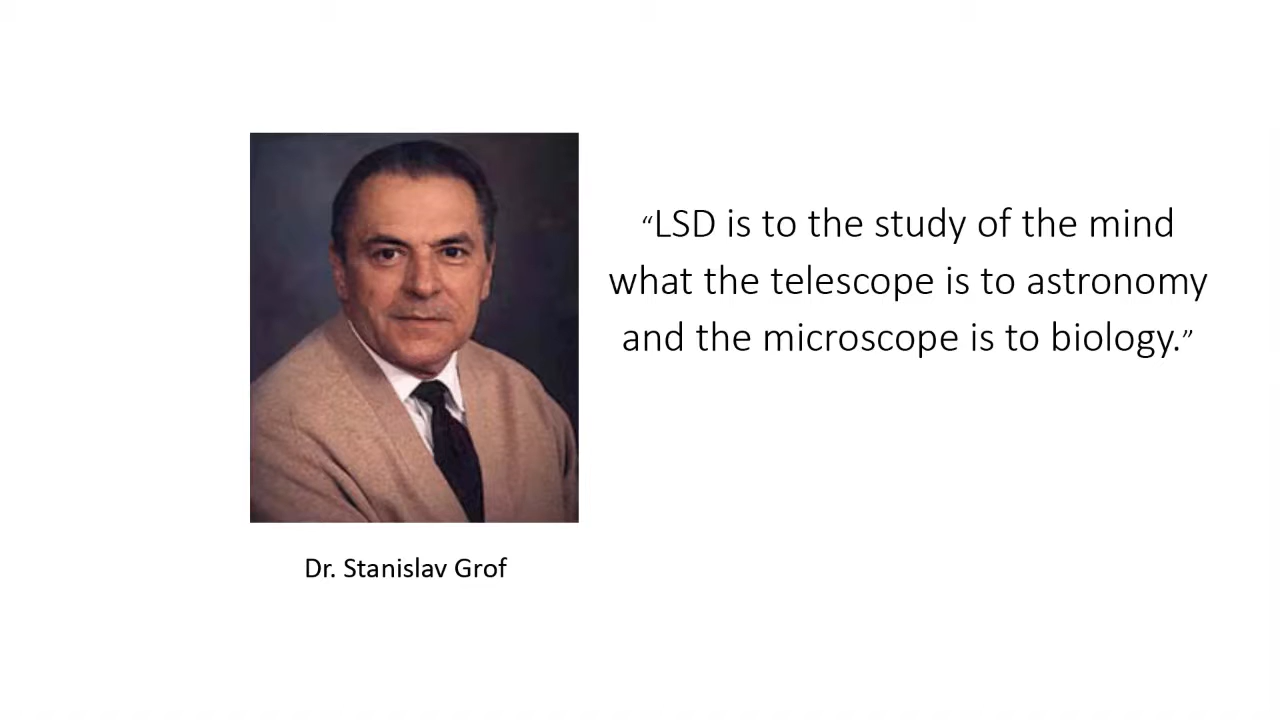 “LSD is to the study of the mind
what the telescope is to astronomy
and the microscope is to biology.”
Dr. Stanislav Grof